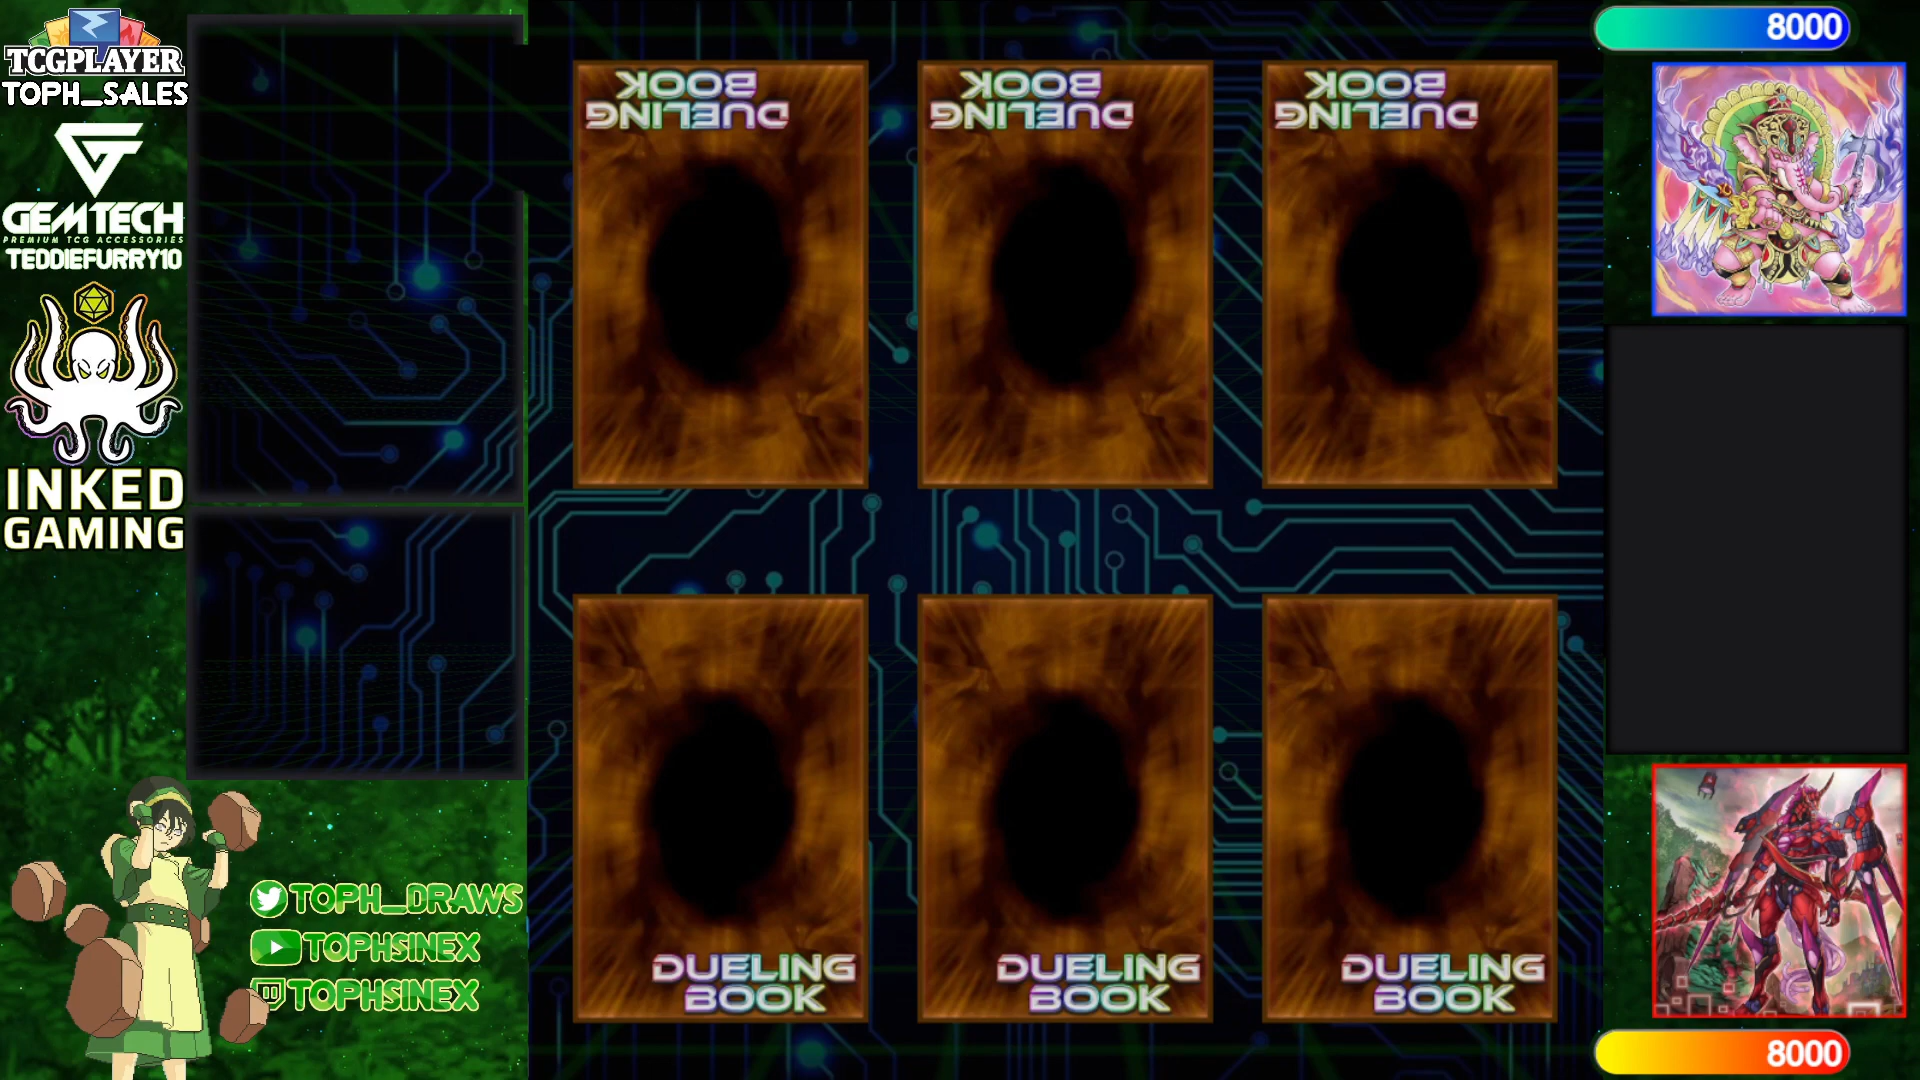 TCGPLAYER
TOPH_SALES
GEMTECH
PREMIUM TCG ACCESSORIES
TEDDIEFURRY10
INKED
GAMING
TOPH_DRAWS
TOPHSINEX
TOPHSINEX
DUELING
BOOK
DUELING
BOOK
DUELING
BOOK
DUELING
BOOK
DUELING
BOOK
DUELING
BOOK
8000
8000